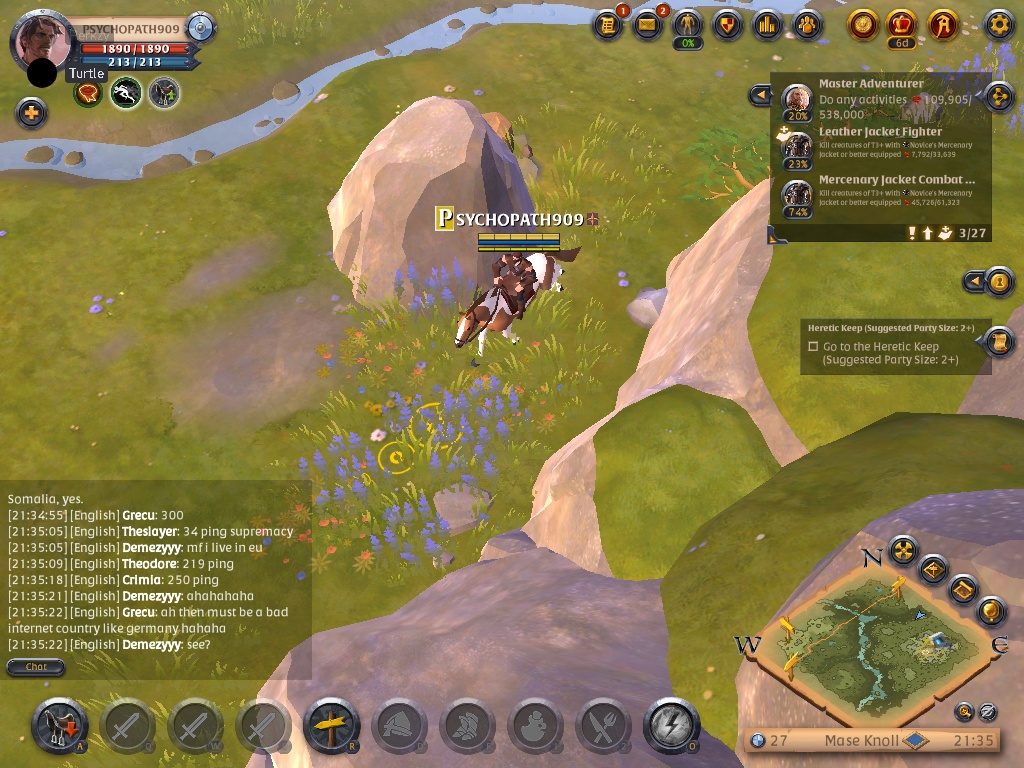 PSYCHOPATH909
1890 / 1890
213 / 213
Turtle
1
2
0%
6d
Master Adventurer
Do any activities 109,905/
538,000
20%
Leather Jacket Fighter
Kill creatures of T3+ with Novice's Mercenary
Jacket or better equipped 7,792/33,639
23%
Mercenary Jacket Combat ...
Kill creatures of T3+ with Novice's Mercenary
Jacket or better equipped 45,726/61,323
74%
3/27
PSYCHOPATH909
Heretic Keep (Suggested Party Size: 2+)
Go to the Heretic Keep
(Suggested Party Size: 2+)
Somalia, yes.
[21:34:55] [English] Grecu: 300
[21:35:05] [English] Theslayer: 34 ping supremacy
[21:35:05] [English] Demezyyy: mf i live in eu
[21:35:09] [English] Theodore: 219 ping
[21:35:18] [English] Crimia: 250 ping
[21:35:21] [English] Demezyyy: ahahahaha
[21:35:22] [English] Grecu: ah then must be a bad
internet country like germany hahaha
[21:35:22] [English] Demezyyy: see?
Chat
N
W
E
A
Q
W
R
O
27
Mase Knoll
21:35